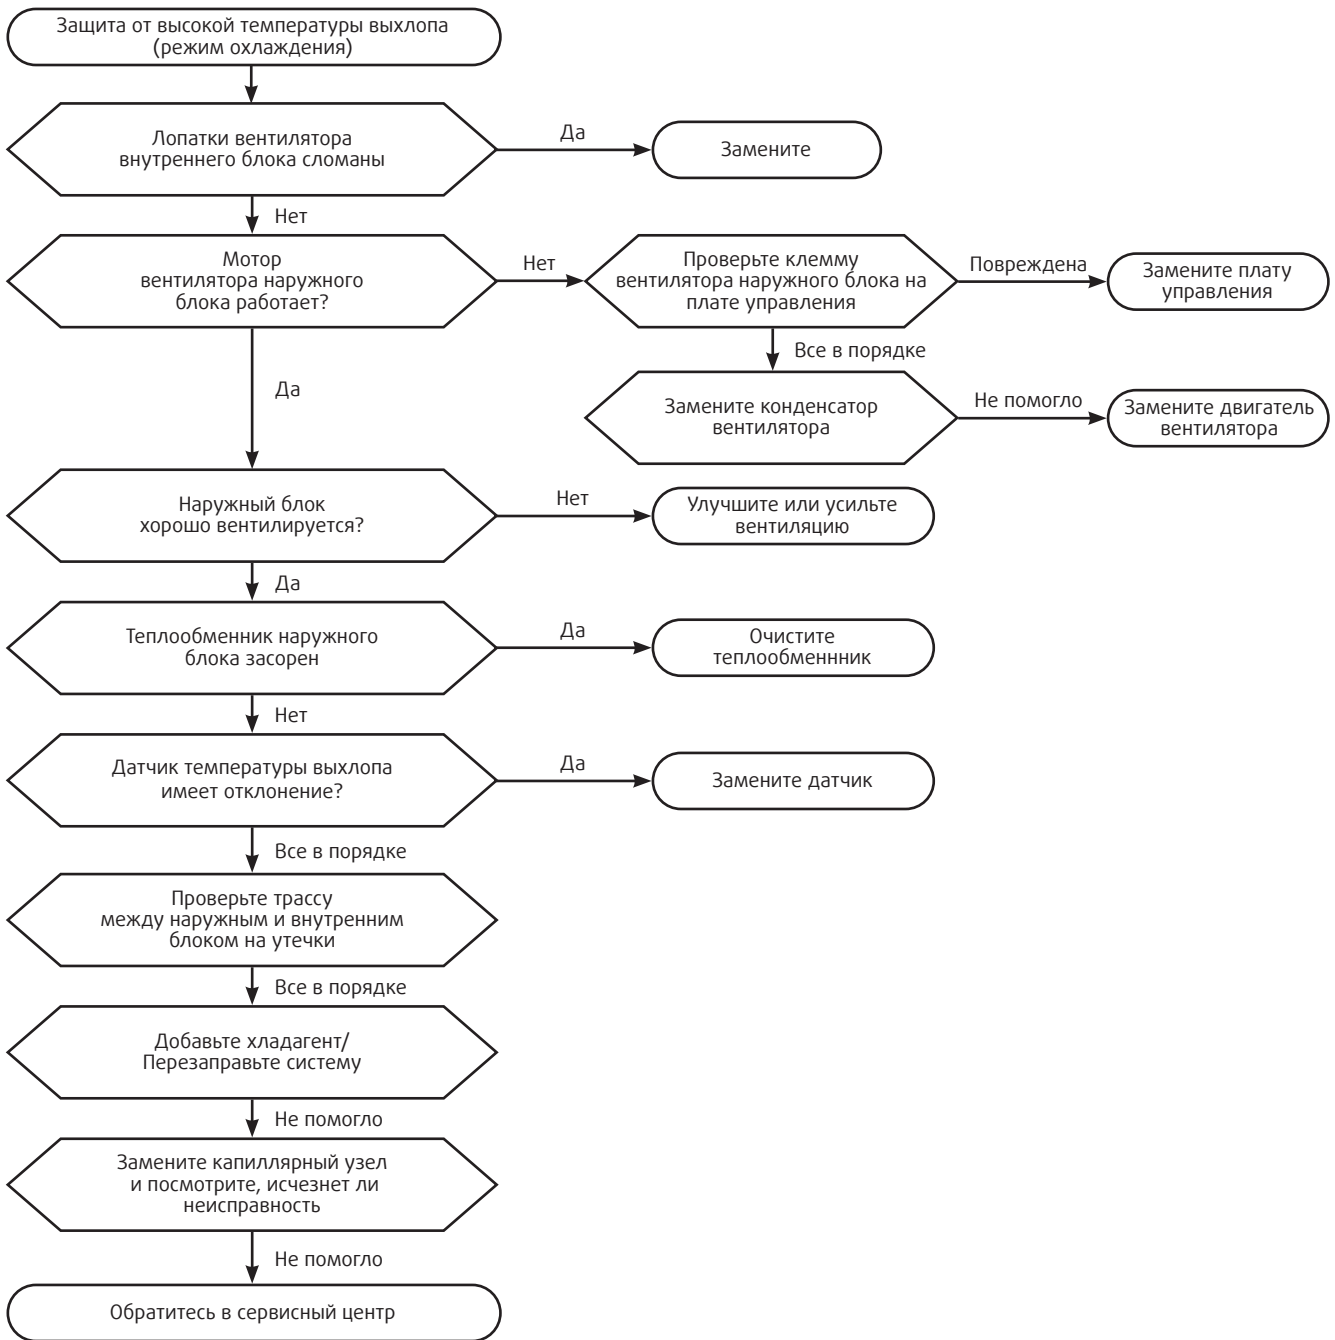 Защита от высокой температуры выхлопа
(режим охлаждения)
Лопатки вентилятора
внутреннего блока сломаны
Да
Замените
Нет
Мотор
вентилятора наружного
блока работает?
Нет
Проверьте клемму
вентилятора наружного блока на
плате управления
Повреждена
Замените плату
управления
Все в порядке
Да
Замените конденсатор
вентилятора
Не помогло
Замените двигатель
вентилятора
Наружный блок
хорошо вентилируется?
Нет
Улучшите или усильте
вентиляцию
Да
Теплообменник наружного
блока засорен
Да
Очистите
теплообменнник
Нет
Датчик температуры выхлопа
имеет отклонение?
Да
Замените датчик
Все в порядке
Проверьте трассу
между наружным и внутренним
блоком на утечки
Все в порядке
Добавьте хладагент/
Перезаправьте систему
Не помогло
Замените капиллярный узел
и посмотрите, исчезнет ли
неисправность
Не помогло
Обратитесь в сервисный центр